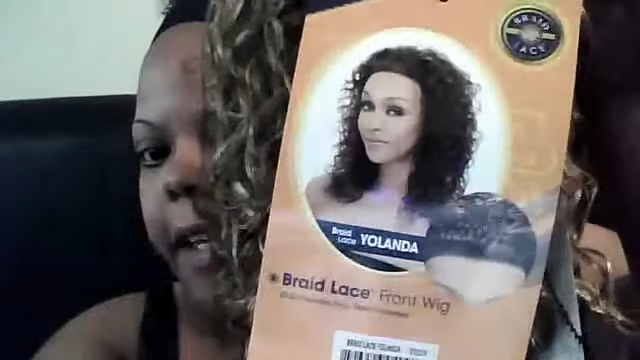 BRAID
LACE
Braid
Lace YOLANDA
Braid Lace Front Wig
BRAID LACE YOLANDA